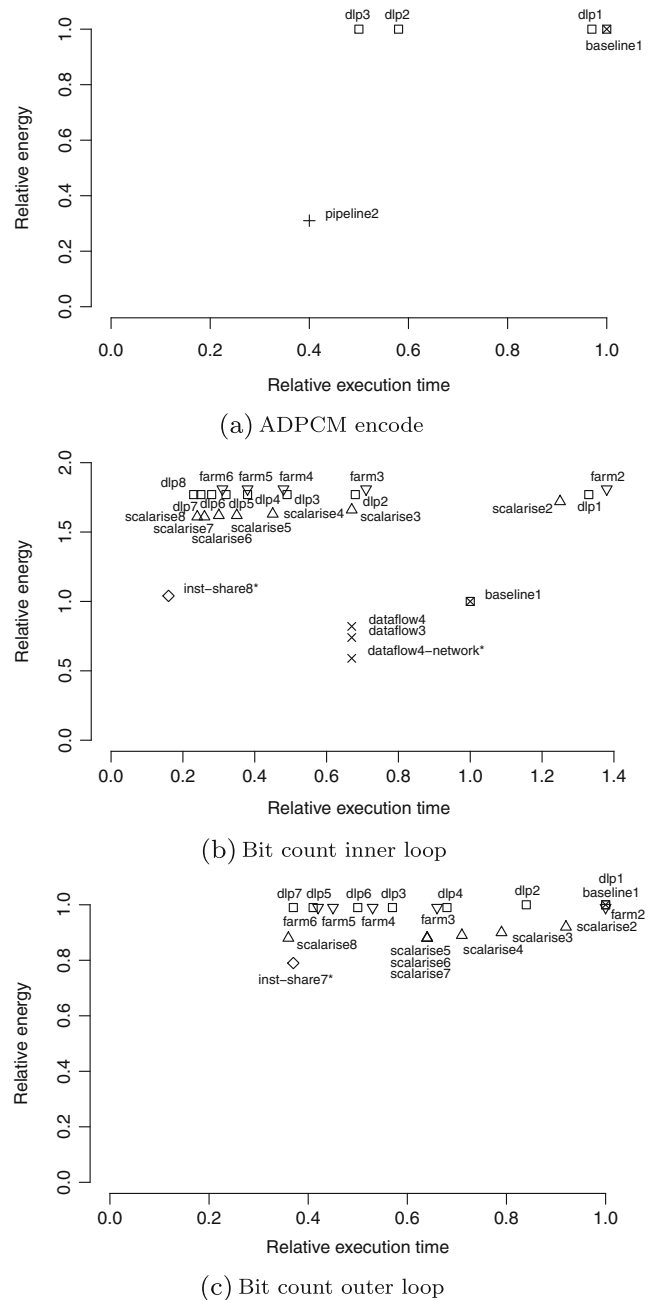 dlp3 dlp2 dlp1
baseline1
pipeline2
Relative energy
0.0 0.2 0.4 0.6 0.8 1.0
0.0 0.2 0.4 0.6 0.8 1.0
Relative execution time
(a) ADPCM encode
dlp8 farm6 farm5 farm4 farm3 farm2
dlp7 dlp6 dlp5 dlp4 dlp3 dlp2 dlp1
scalarise8 scalarise7 scalarise6 scalarise5 scalarise4 scalarise3 scalarise2
inst-share8*
baseline1
dataflow4
dataflow3
dataflow4-network*
Relative energy
0.0 0.5 1.0 1.5 2.0
0.0 0.2 0.4 0.6 0.8 1.0 1.2 1.4
Relative execution time
(b) Bit count inner loop
dlp1
dlp7 dlp5 dlp6 dlp3 dlp4 dlp2 baseline1
farm6 farm5 farm4 farm3 farm2
scalarise8 scalarise5 scalarise4 scalarise3 scalarise2
scalarise6
scalarise7
inst-share7*
Relative energy
0.0 0.2 0.4 0.6 0.8 1.0
0.0 0.2 0.4 0.6 0.8 1.0
Relative execution time
(c) Bit count outer loop